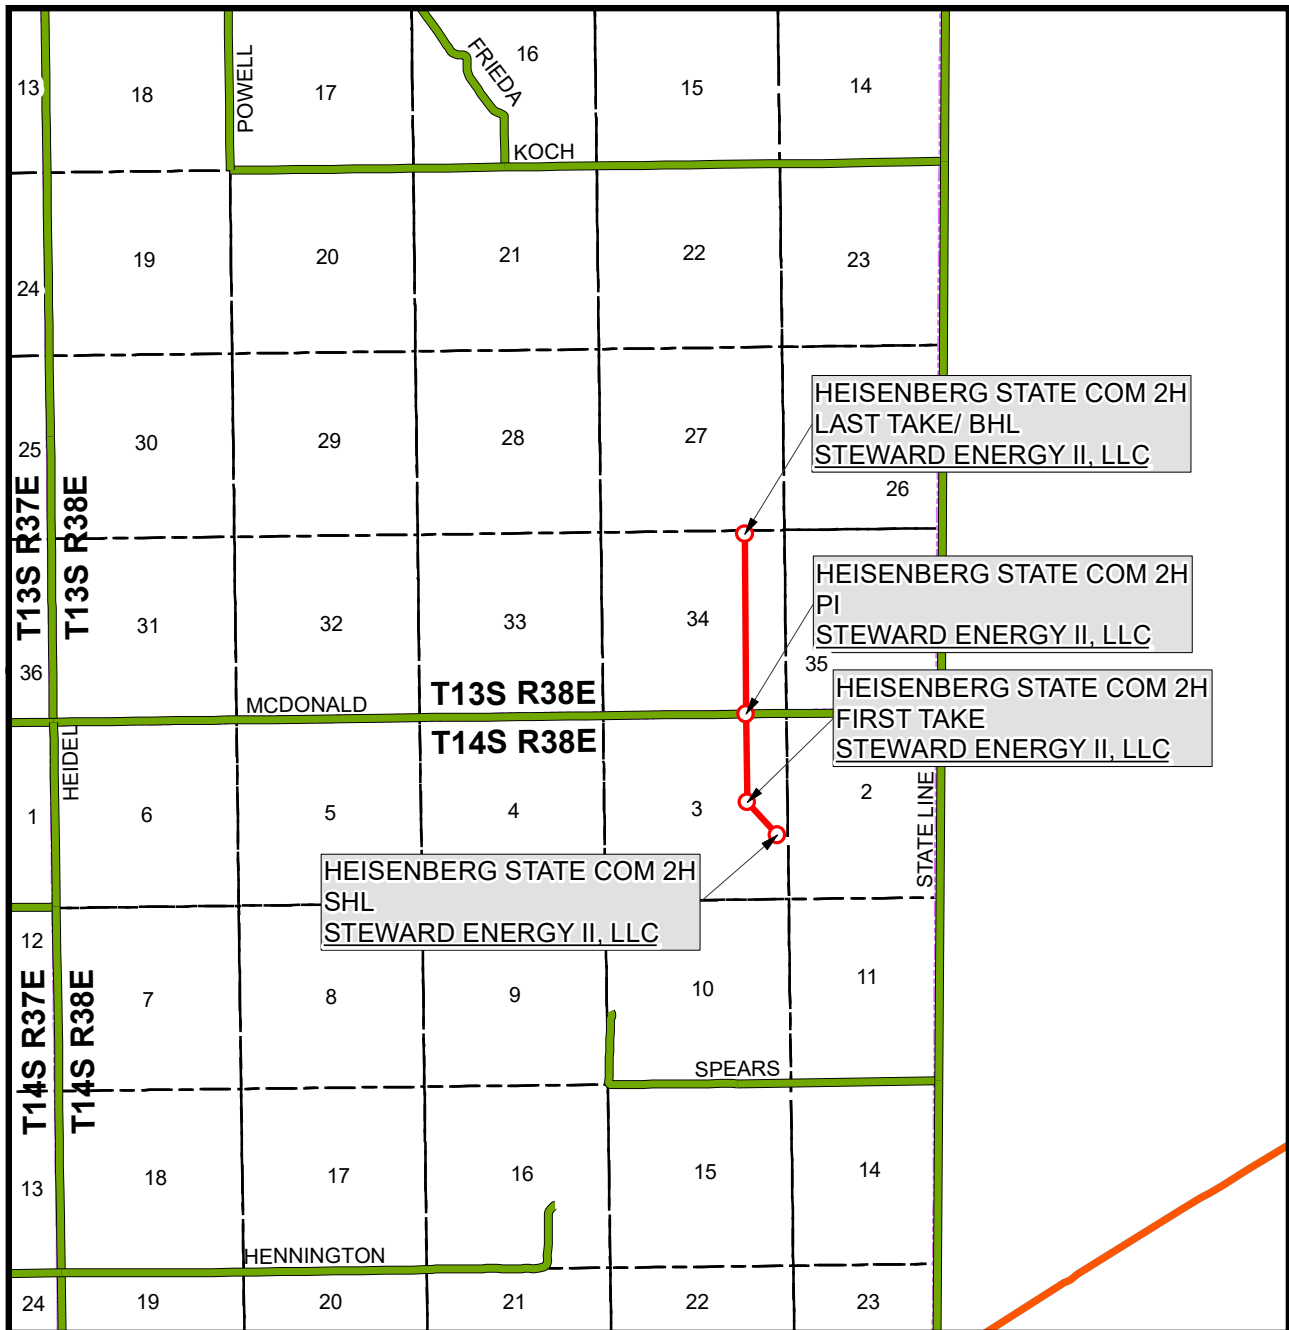 16
FRIEDA
13
18
POWELL
17
15
14
KOCH
19
20
21
22
23
24
HEISENBERG STATE COM 2H
LAST TAKE/ BHL
STEWARD ENERGY II, LLC
25
30
29
28
27
26
T13S R37E
T13S R38E
HEISENBERG STATE COM 2H
PI
STEWARD ENERGY II, LLC
31
32
33
34
35
36
MCDONALD
T13S R38E
HEISENBERG STATE COM 2H
FIRST TAKE
STEWARD ENERGY II, LLC
T14S R38E
HEIDEL
1
6
5
4
3
2
STATE LINE
HEISENBERG STATE COM 2H
SHL
STEWARD ENERGY II, LLC
12
7
8
9
10
11
T14S R37E
T14S R38E
SPEARS
13
18
17
16
15
14
HENNINGTON
24
19
20
21
22
23